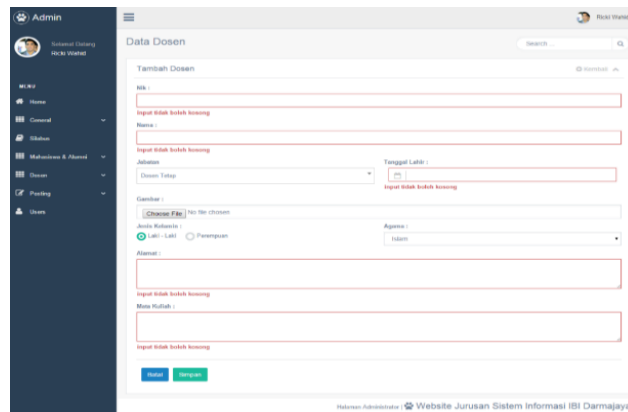 Admin
Ricki Wahid
Selamat Datang
Ricki Wahid
MENU
Home
General
Silabus
Mahasiswa & Alumni
Dosen
Posting
Users
Data Dosen
Search ...
Tambah Dosen
Kembali
Nik :
Input tidak boleh kosong
Nama :
Input tidak boleh kosong
Jabatan
Dosen Tetap
Tanggal Lahir :
Input tidak boleh kosong
Gambar :
Choose File No file chosen
Jenis Kelamin :
Laki - Laki Perempuan
Agama :
Islam
Alamat :
Input tidak boleh kosong
Mata Kuliah :
Input tidak boleh kosong
Batal Simpan
Halaman Administrator | Website Jurusan Sistem Informasi IBI Darmajaya